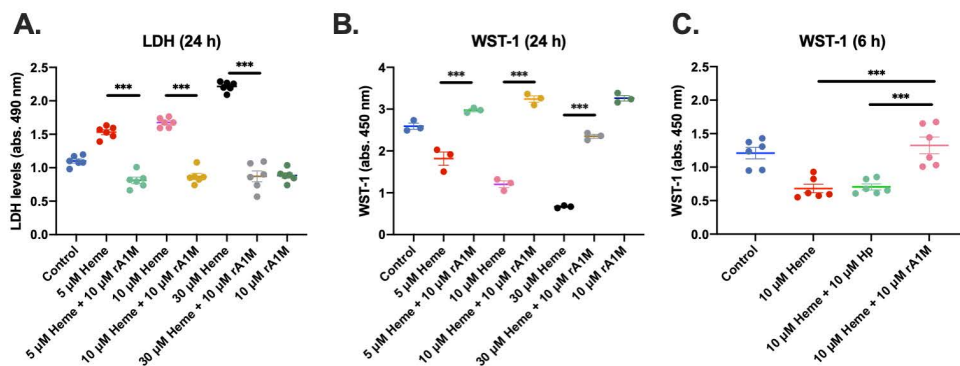 A.
LDH (24 h)
LDH levels (abs. 490 nm)
2.5
2.0
1.5
1.0
0.5
0.0
***
***
***
Control
5 µM Heme
5 µM Heme + 10 µM rA1M
10 µM Heme
10 µM Heme + 10 µM rA1M
30 µM Heme
30 µM Heme + 10 µM rA1M
10 µM rA1M
B.
WST-1 (24 h)
WST-1 (abs. 450 nm)
4
3
2
1
0
***
***
***
Control
5 µM Heme
5 µM Heme + 10 µM rA1M
10 µM Heme
10 µM Heme + 10 µM rA1M
30 µM Heme
30 µM Heme + 10 µM rA1M
10 µM rA1M
C.
WST-1 (6 h)
WST-1 (abs. 450 nm)
2.5
2.0
1.5
1.0
0.5
0.0
***
***
Control
10 µM Heme
10 µM Heme + 10 µM Hp
10 µM Heme + 10 µM rA1M